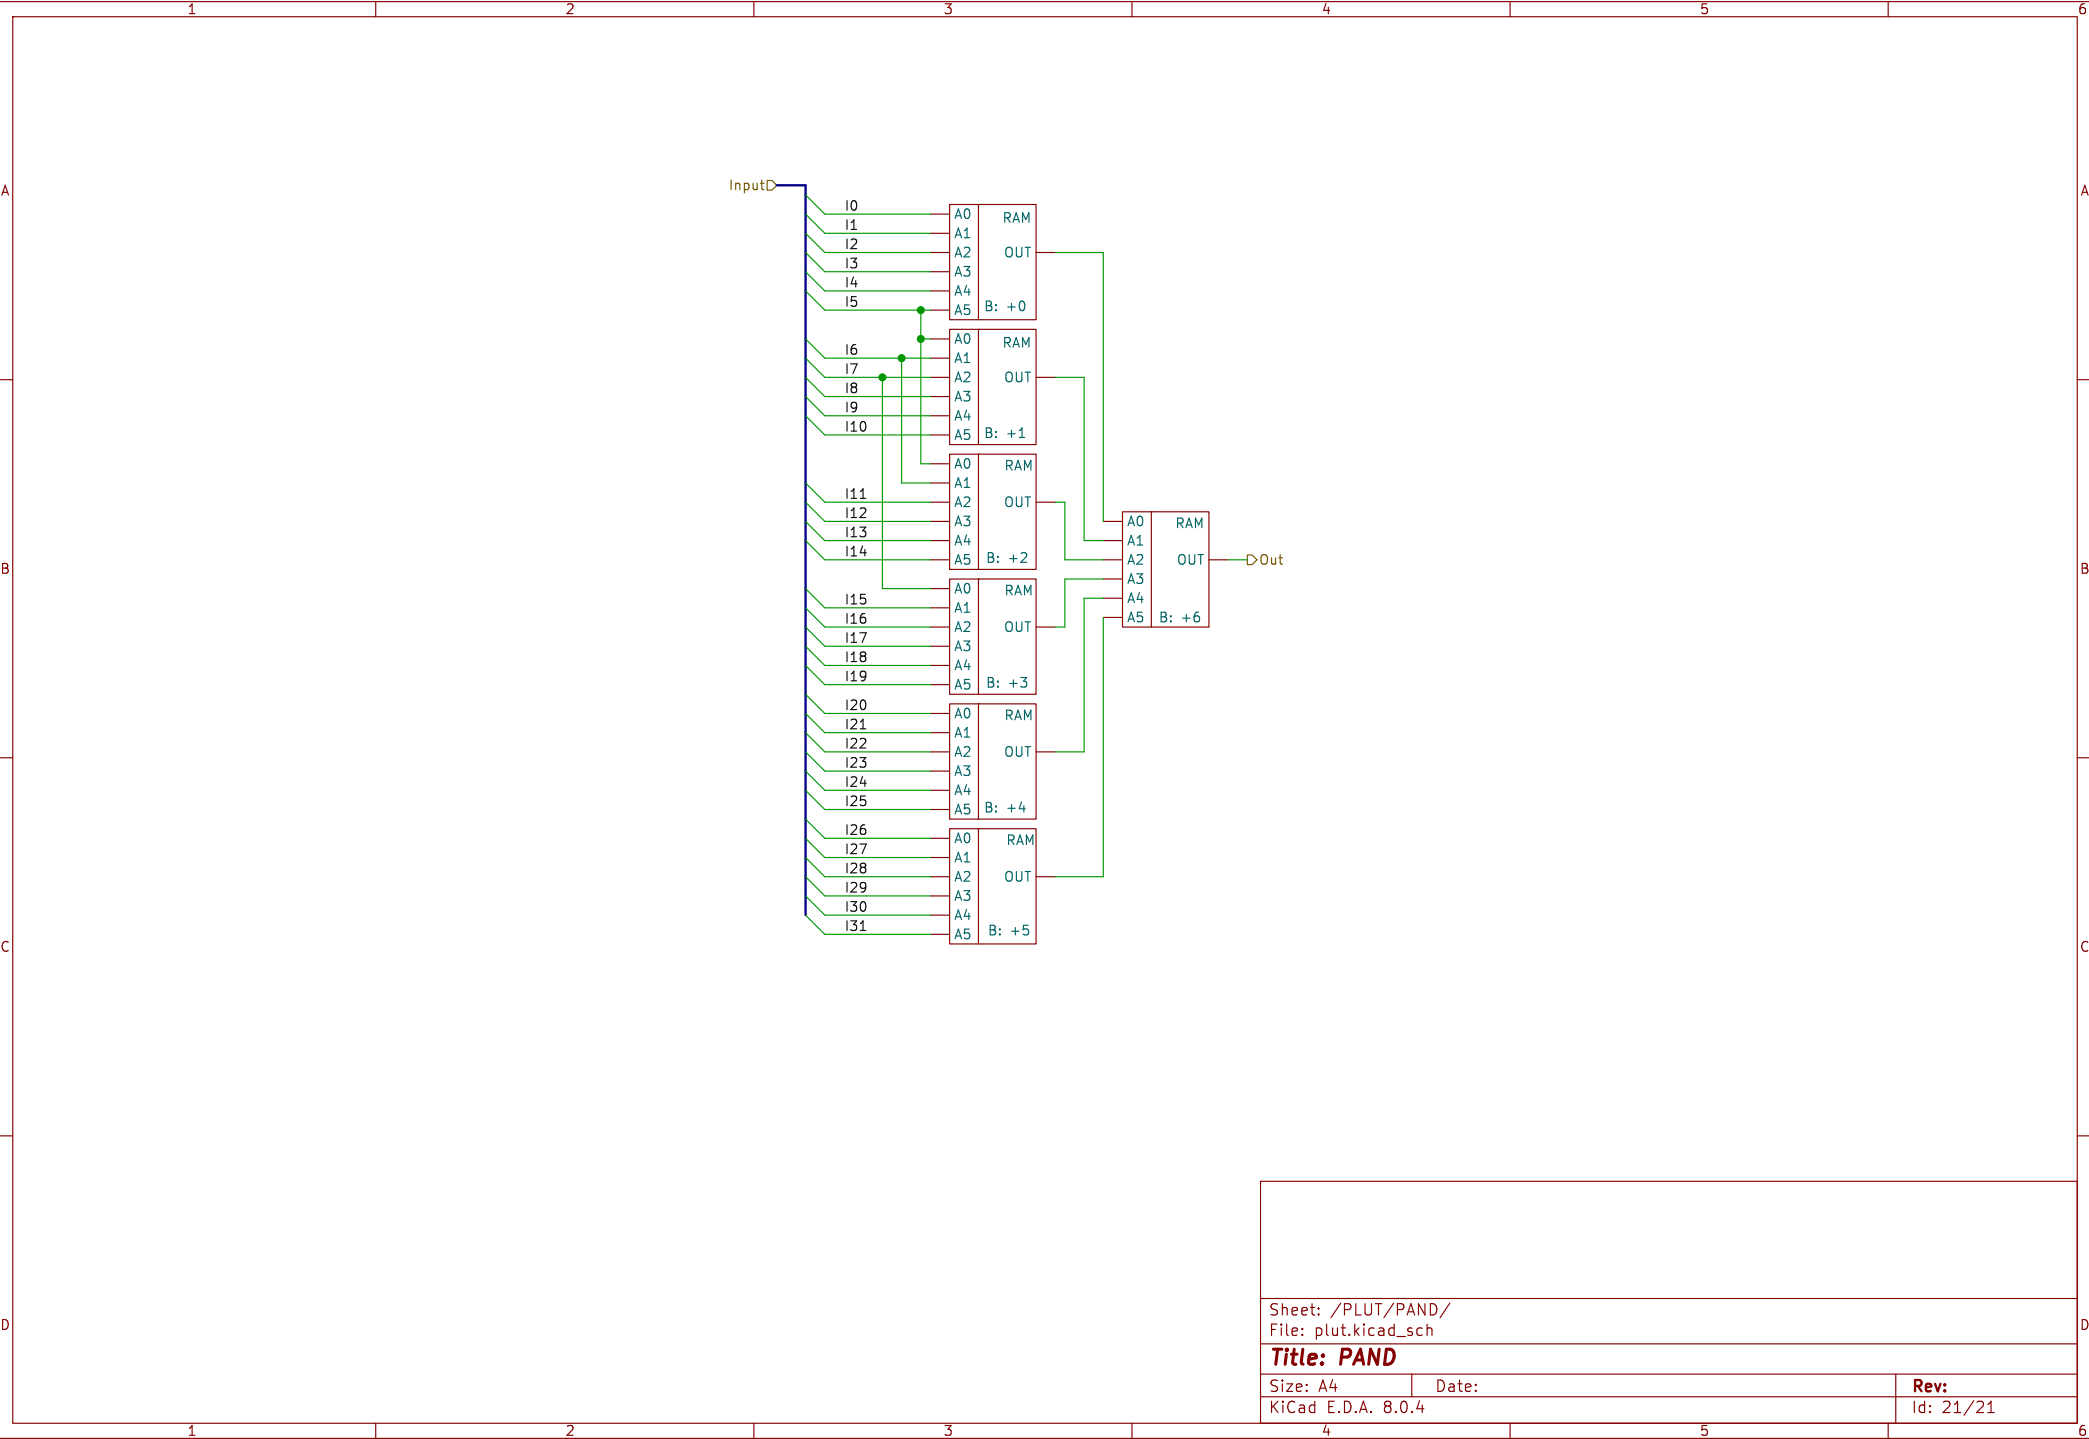 1 2 3 4 5 6
Input
A A
I0 A0 RAM
I1 A1
I2 A2 OUT
I3 A3
I4 A4
I5 A5 B: +0
A0 RAM
I6 A1
I7 A2 OUT
I8 A3
I9 A4
I10 A5 B: +1
A0 RAM
A1
I11 A2 OUT
I12 A3
I13 A4
I14 A5 B: +2
A0 RAM
A1
A2 OUT Out
A3
A4
A5 B: +6
B B
A0 RAM
I15 A1
I16 A2 OUT
I17 A3
I18 A4
I19 A5 B: +3
I20 A0 RAM
I21 A1
I22 A2 OUT
I23 A3
I24 A4
I25 A5 B: +4
I26 A0 RAM
I27 A1
I28 A2 OUT
I29 A3
I30 A4
I31 A5 B: +5
C C
Sheet: /PLUT/PAND/
File: plut.kicad_sch
D D
Title: PAND
Size: A4 Date: Rev:
KiCad E.D.A. 8.0.4 Id: 21/21
1 2 3 4 5 6